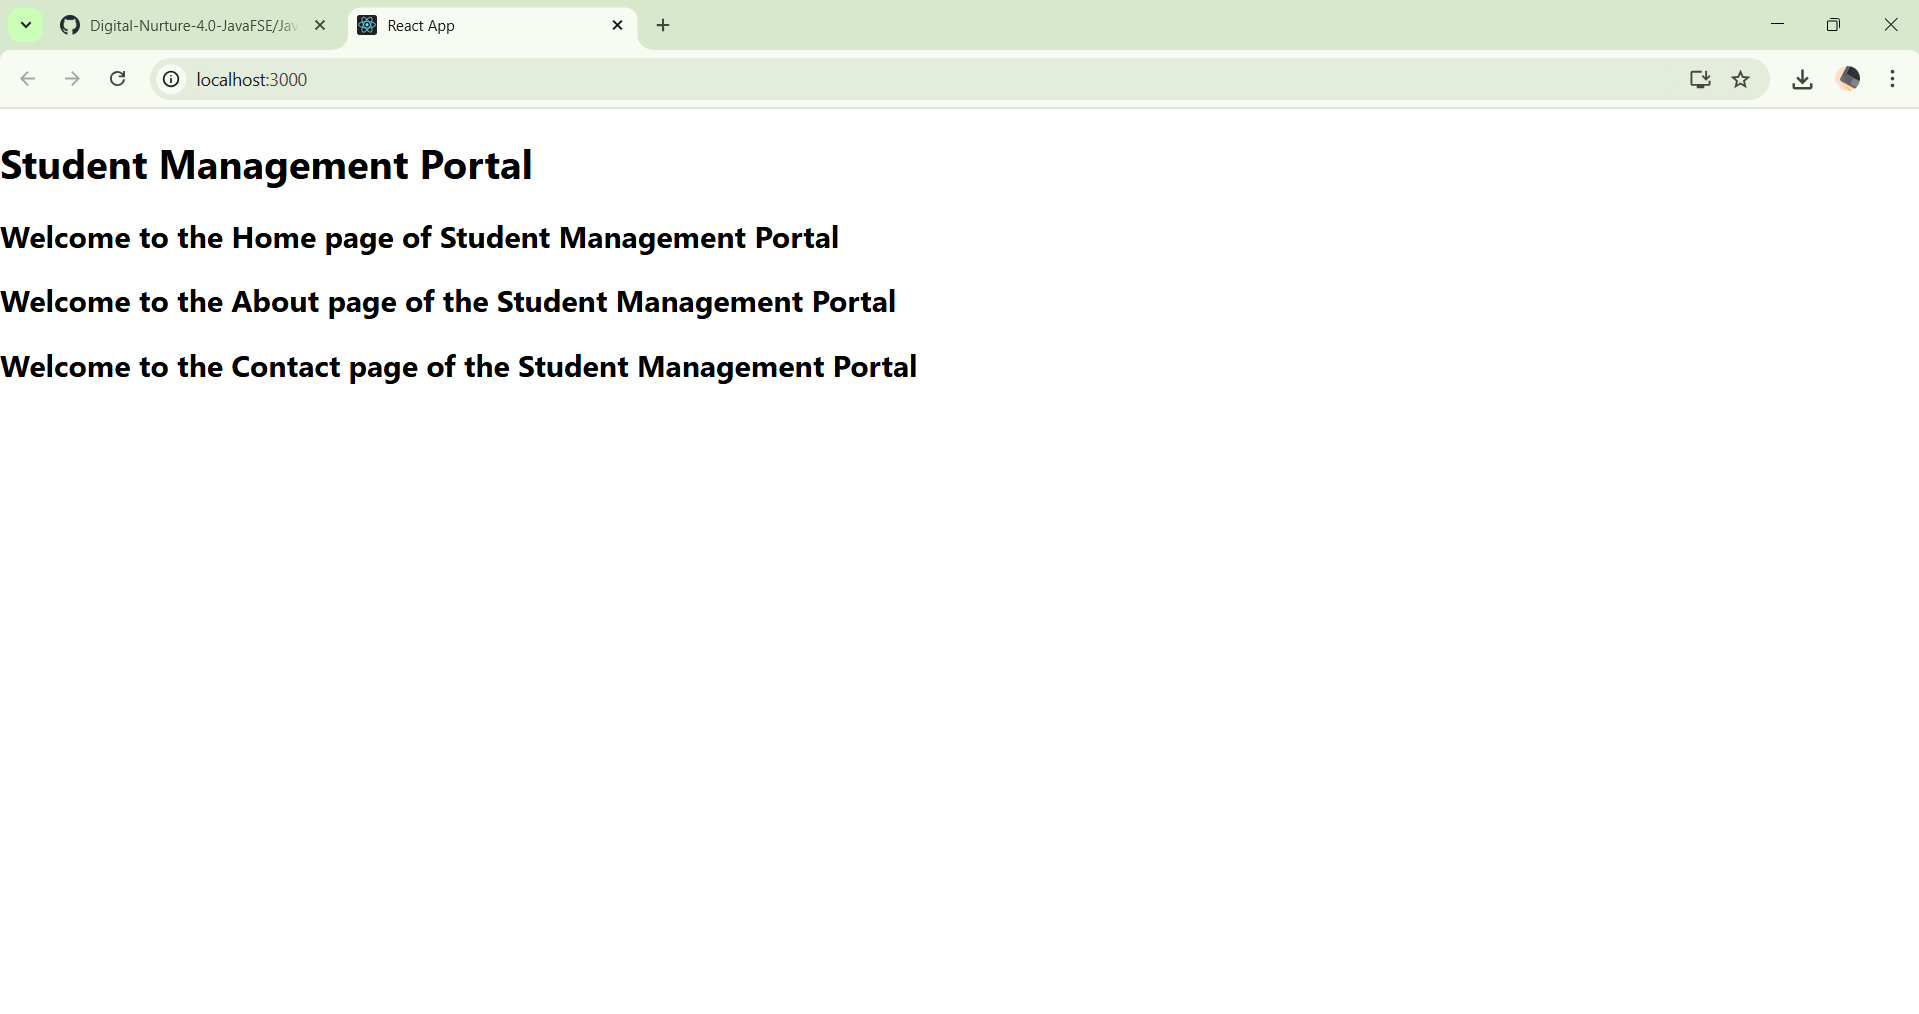 Digital-Nurture-4.0-JavaFSE/Jav
React App
localhost:3000
Student Management Portal
Welcome to the Home page of Student Management Portal
Welcome to the About page of the Student Management Portal
Welcome to the Contact page of the Student Management Portal